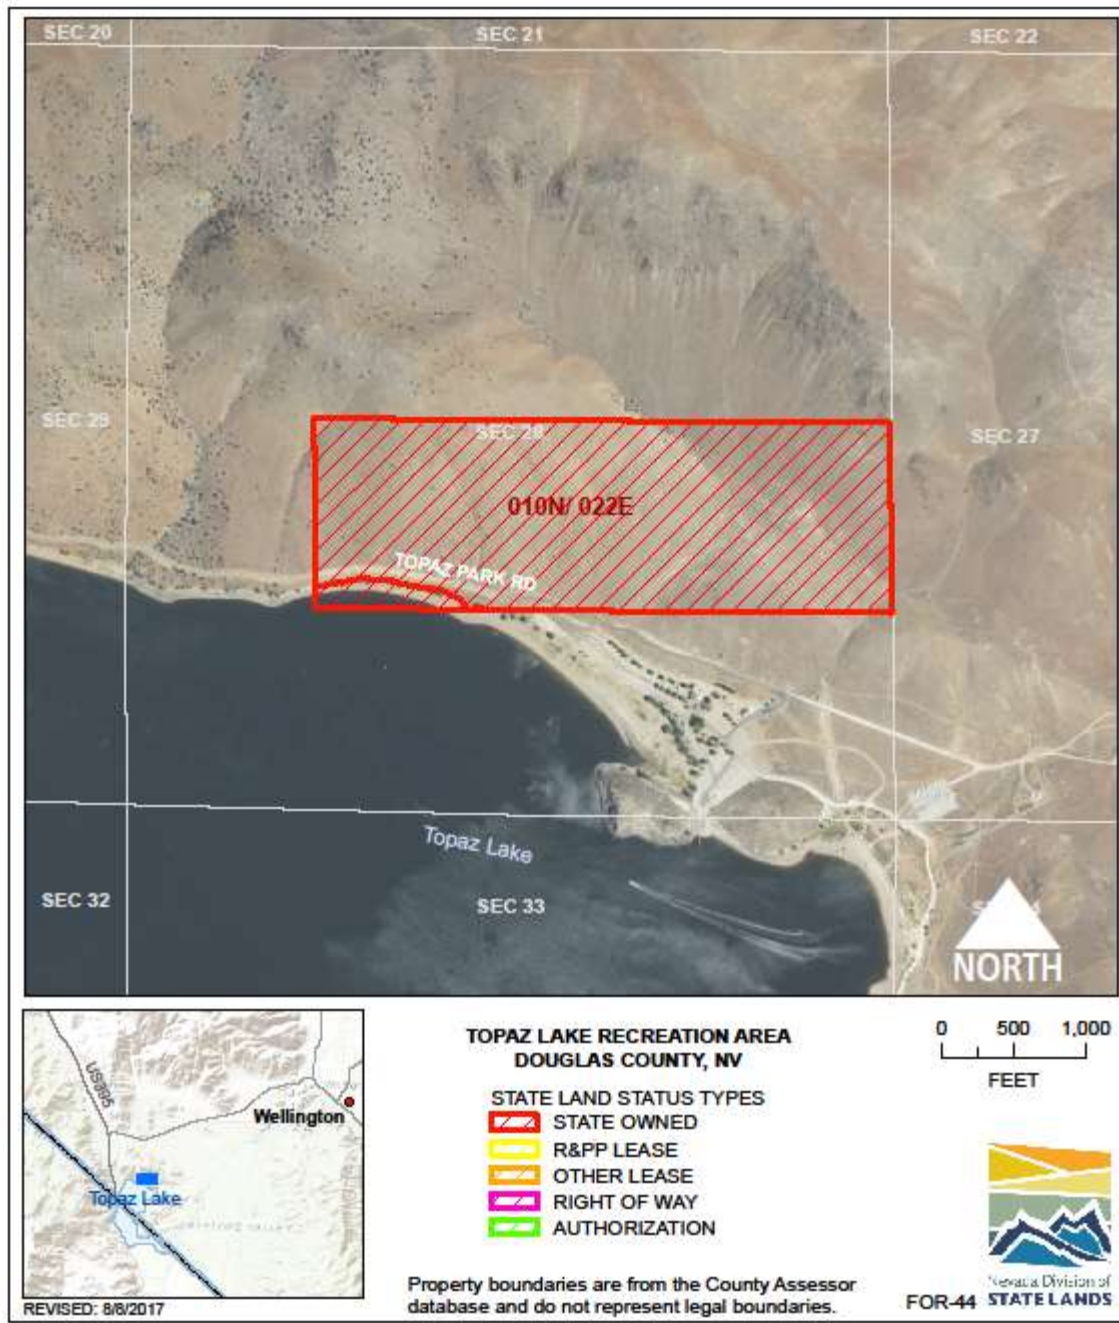 SEC 20
SEC 21
SEC 22
SEC 29
SEC 28
SEC 27
010N/ 022E
TOPAZ PARK RD
Topaz Lake
SEC 32
SEC 33
NORTH
US395
Wellington
Topaz Lake
REVISED: 8/8/2017
TOPAZ LAKE RECREATION AREA
DOUGLAS COUNTY, NV
STATE LAND STATUS TYPES
STATE OWNED
R&PP LEASE
OTHER LEASE
RIGHT OF WAY
AUTHORIZATION
Property boundaries are from the County Assessor
database and do not represent legal boundaries.
0 500 1,000
FEET
FOR-44
Nevada Division of
STATE LANDS